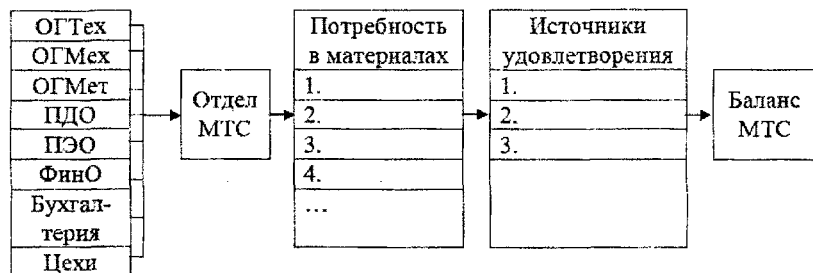 ОГТех
ОГМех
ОГМет
ПДО
ПЭО
ФинО
Бухгал-
терия
Цехи
Отдел
МТС
Потребность
в материалах
1.
2.
3.
4.
...
Источники
удовлетворения
1.
2.
3.
Баланс
МТС